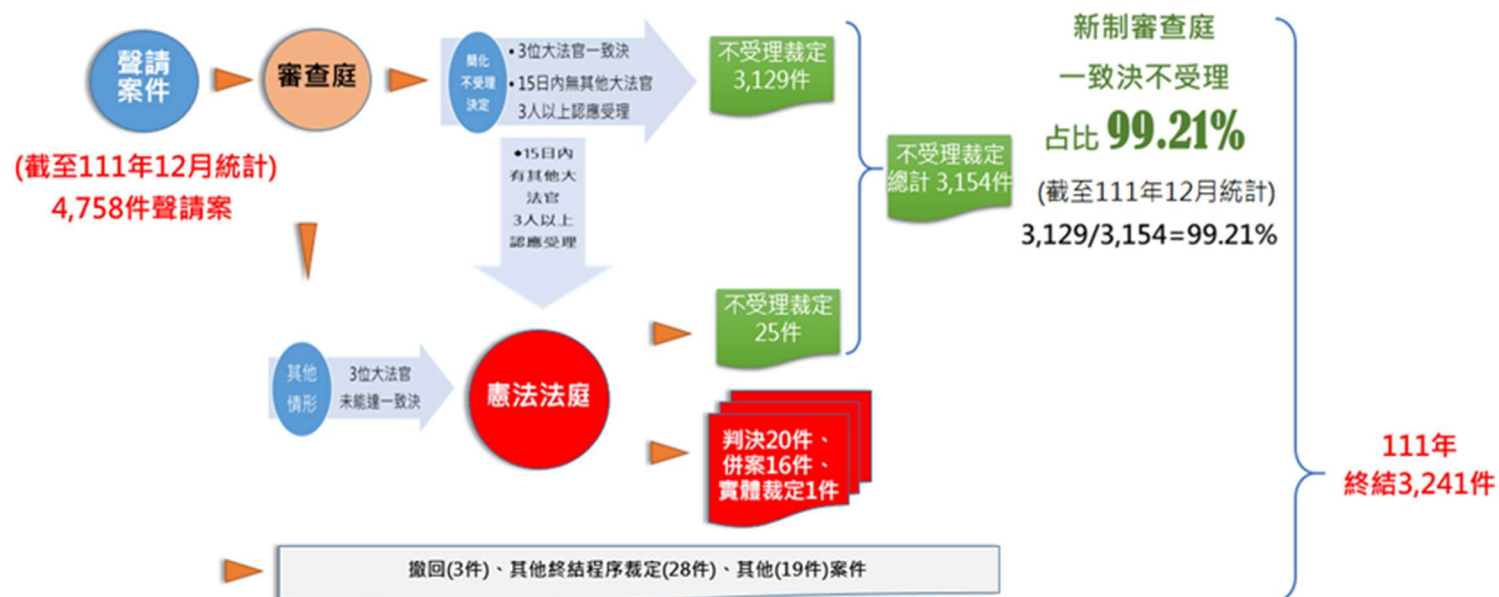 聲請
案件
(截至111年12月統計)
4,758件聲請案
審查庭
簡化
不受理
決定
•3位大法官一致決
•15日內無其他大法官
3人以上認應受理
•15日內
有其他大
法官
3人以上
認應受理
其他
情形
3位大法官
未能達一致決
憲法法庭
不受理裁定
3,129件
不受理裁定
25件
判決20件、
併案16件、
實體裁定1件
不受理裁定
總計 3,154件
新制審查庭
一致決不受理
占比 99.21%
(截至111年12月統計)
3,129/3,154=99.21%
撤回(3件)、其他終結程序裁定(28件)、其他(19件)案件
111年
終結3,241件